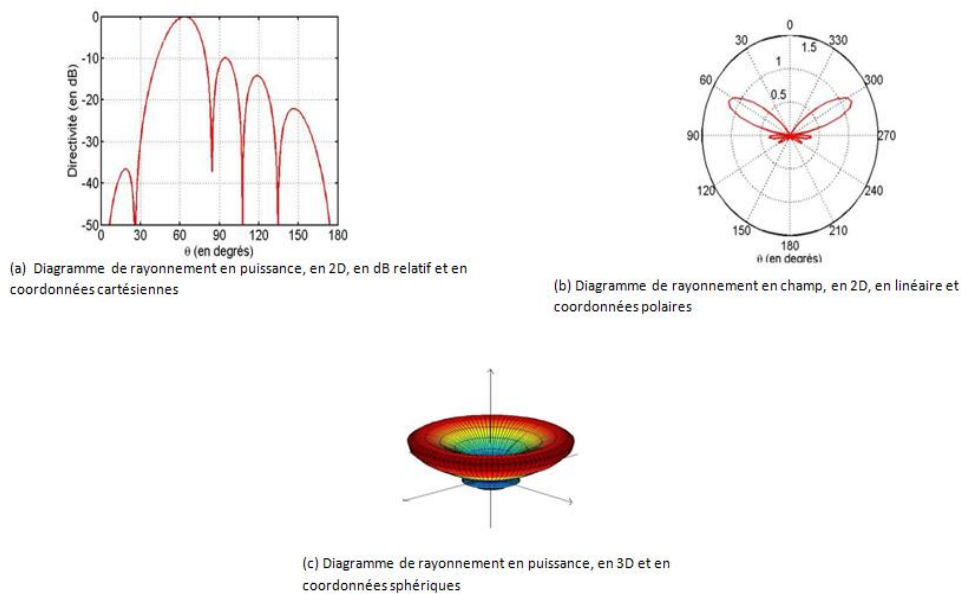 0
-10
-20
-30
-40
-50
Directivité (en dB)
0 30 60 90 120 150 180
θ (en degrés)
(a) Diagramme de rayonnement en puissance, en 2D, en dB relatif et en
coordonnées cartésiennes
0
30 330
1.5
1
60 300
0.5
90 270
120 240
150 210
180
θ (en degrés)
(b) Diagramme de rayonnement en champ, en 2D, en linéaire et
coordonnées polaires
(c) Diagramme de rayonnement en puissance, en 3D et en
coordonnées sphériques